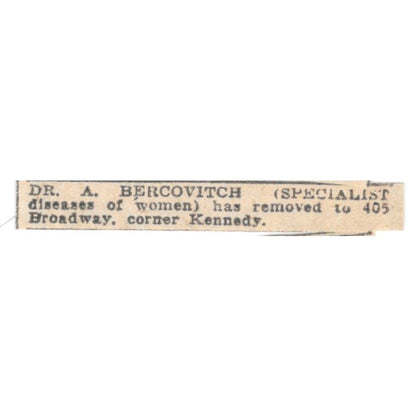 DR. A. BERCOVITCH (SPECIALIST
diseases of women) has removed to 405
Broadway, corner Kennedy.